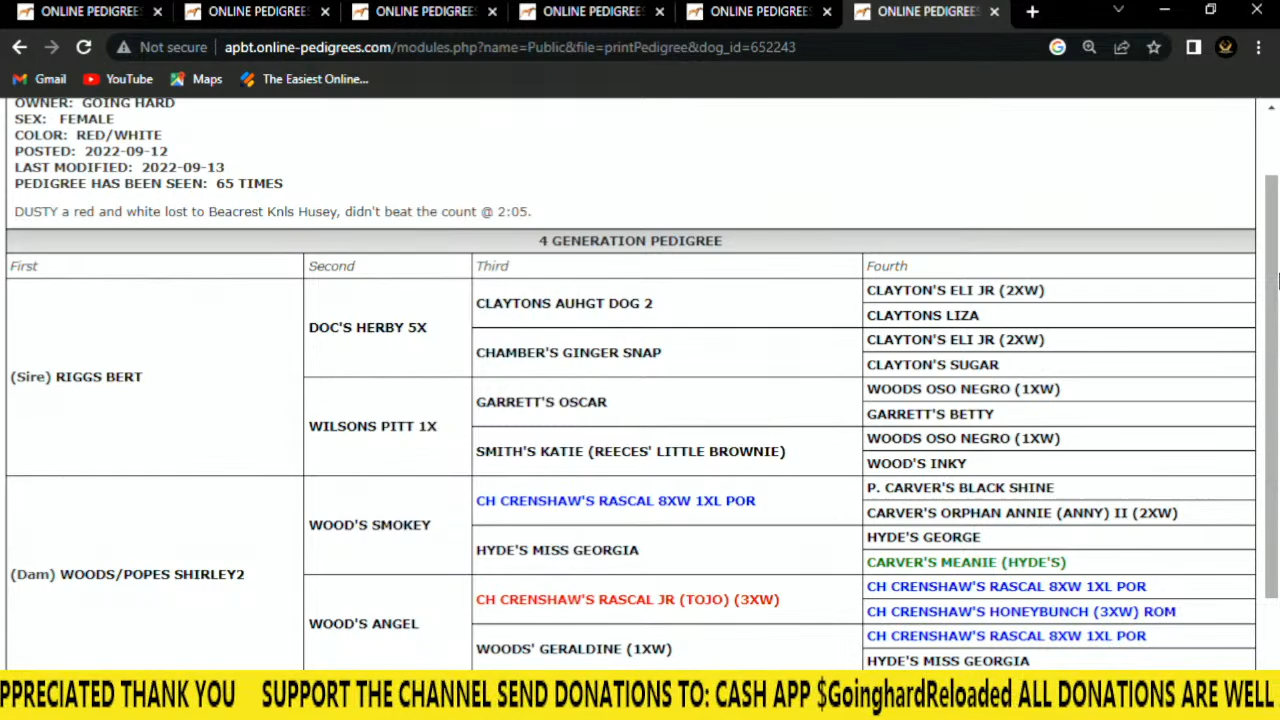 ONLINE PEDIGREES ONLINE PEDIGREES ONLINE PEDIGREES ONLINE PEDIGREES ONLINE PEDIGREES ONLINE PEDIGREES
Not secure apbt.online-pedigrees.com/modules.php?name=Public&file=printPedigree&dog_id=652243
Gmail YouTube Maps The Easiest Online...
OWNER: GOING HARD
SEX: FEMALE
COLOR: RED/WHITE
POSTED: 2022-09-12
LAST MODIFIED: 2022-09-13
PEDIGREE HAS BEEN SEEN: 65 TIMES
DUSTY a red and white lost to Beacrest Knls Husey, didn't beat the count @ 2:05.
4 GENERATION PEDIGREE
First Second Third Fourth
CLAYTON'S ELI JR (2XW)
CLAYTONS AUHGT DOG 2
CLAYTONS LIZA
DOC'S HERBY 5X
CLAYTON'S ELI JR (2XW)
CHAMBER'S GINGER SNAP
CLAYTON'S SUGAR
(Sire) RIGGS BERT
WOODS OSO NEGRO (1XW)
GARRETT'S OSCAR
GARRETT'S BETTY
WILSONS PITT 1X
WOODS OSO NEGRO (1XW)
SMITH'S KATIE (REECES' LITTLE BROWNIE)
WOOD'S INKY
P. CARVER'S BLACK SHINE
CH CRENSHAW'S RASCAL 8XW 1XL POR
CARVER'S ORPHAN ANNIE (ANNY) II (2XW)
WOOD'S SMOKEY
HYDE'S GEORGE
HYDE'S MISS GEORGIA
CARVER'S MEANIE (HYDE'S)
(Dam) WOODS/POPES SHIRLEY2
CH CRENSHAW'S RASCAL 8XW 1XL POR
CH CRENSHAW'S RASCAL JR (TOJO) (3XW)
CH CRENSHAW'S HONEYBUNCH (3XW) ROM
WOOD'S ANGEL
CH CRENSHAW'S RASCAL 8XW 1XL POR
WOODS' GERALDINE (1XW)
HYDE'S MISS GEORGIA
PPRECIATED THANK YOU SUPPORT THE CHANNEL SEND DONATIONS TO: CASH APP $GoinghardReloaded ALL DONATIONS ARE WELL